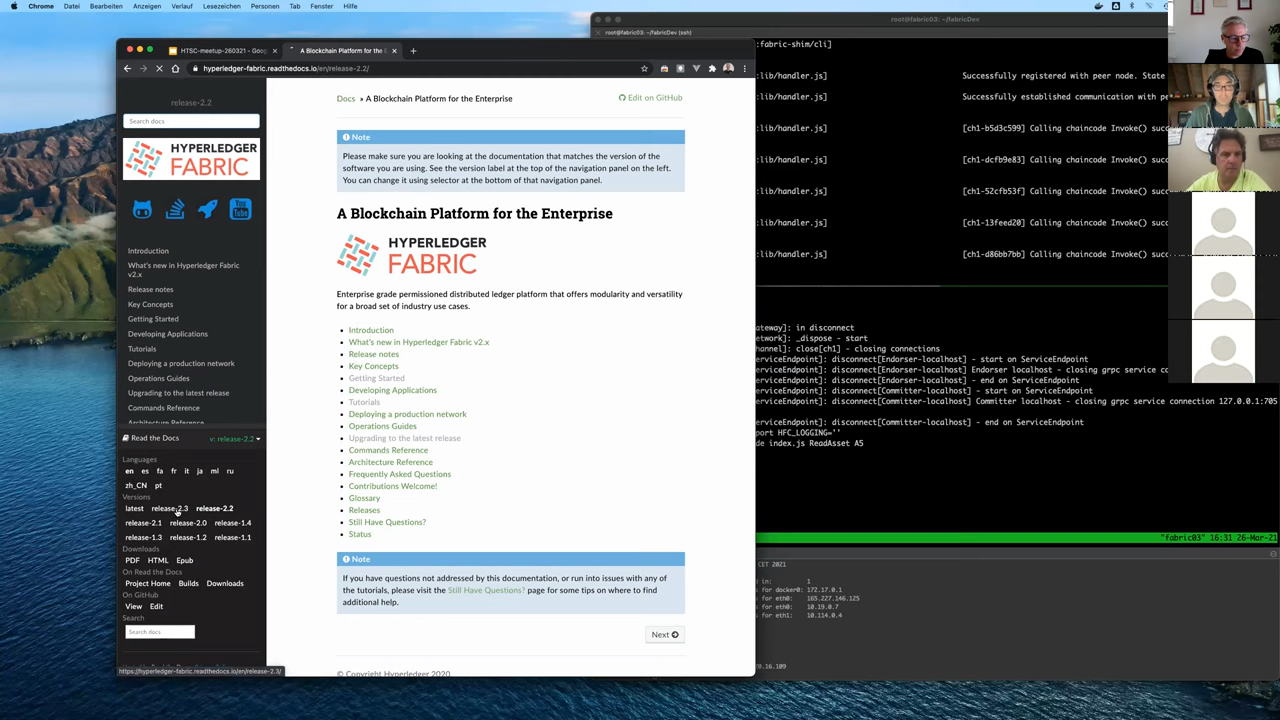 Chrome Datei Bearbeiten Anzeigen Verlauf Lesezeichen Personen Tab Fenster Hilfe
root@fabric03: ~/fabricDev
root@fabric03: ~/fabricDev (ssh)
HTSC-meetup-260321 - Goo
A Blockchain Platform for the E
hyperledger-fabric.readthedocs.io/en/release-2.2/
release-2.2
Search docs
HYPERLEDGER
FABRIC
You
Tube
Introduction
What's new in Hyperledger Fabric
v2.x
Release notes
Key Concepts
Getting Started
Developing Applications
Tutorials
Deploying a production network
Operations Guides
Upgrading to the latest release
Commands Reference
Architecture Reference
Read the Docs v: release-2.2
Languages
en es fa fr it ja ml ru
zh_CN pt
Versions
latest release-2.3 release-2.2
release-2.1 release-2.0 release-1.4
release-1.3 release-1.2 release-1.1
Downloads
PDF HTML Epub
On Read the Docs
Project Home Builds Downloads
On GitHub
View Edit
Search
Search docs
https://hyperledger-fabric.readthedocs.io/en/release-2.3/
Docs » A Blockchain Platform for the Enterprise
Edit on GitHub
Note
Please make sure you are looking at the documentation that matches the version of the
software you are using. See the version label at the top of the navigation panel on the left.
You can change it using selector at the bottom of that navigation panel.
A Blockchain Platform for the Enterprise
HYPERLEDGER
FABRIC
Enterprise grade permissioned distributed ledger platform that offers modularity and versatility
for a broad set of industry use cases.
Introduction
What's new in Hyperledger Fabric v2.x
Release notes
Key Concepts
Getting Started
Developing Applications
Tutorials
Deploying a production network
Operations Guides
Upgrading to the latest release
Commands Reference
Architecture Reference
Frequently Asked Questions
Contributions Welcome!
Glossary
Releases
Still Have Questions?
Status
Note
If you have questions not addressed by this documentation, or run into issues with any of
the tutorials, please visit the Still Have Questions? page for some tips on where to find
additional help.
Next
© Copyright Hyperledger 2020.
:fabric-shim/cli]
:lib/handler.js] Successfully registered with peer node. State
:lib/handler.js] Successfully established communication with pe
:lib/handler.js] [ch1-b5d3c599] Calling chaincode Invoke() succ
:lib/handler.js] [ch1-dcfb9e83] Calling chaincode Invoke() succ
:lib/handler.js] [ch1-52cfb53f] Calling chaincode Invoke() succ
:lib/handler.js] [ch1-13feed20] Calling chaincode Invoke() succ
:lib/handler.js] [ch1-d86bb7bb] Calling chaincode Invoke() succ
ateway]: in disconnect
etwork]: _dispose - start
hannel]: close[ch1] - closing connections
erviceEndpoint]: disconnect[Endorser-localhost] - start on ServiceEndpoint
erviceEndpoint]: disconnect[Endorser-localhost] Endorser localhost - closing grpc service co
erviceEndpoint]: disconnect[Endorser-localhost] - end on ServiceEndpoint
erviceEndpoint]: disconnect[Committer-localhost] - start on ServiceEndpoint
erviceEndpoint]: disconnect[Committer-localhost] Committer localhost - closing grpc service connection 127.0.0.1:705
erviceEndpoint]: disconnect[Committer-localhost] - end on ServiceEndpoint
port HFC_LOGGING=''
de index.js ReadAsset A5
"fabric03" 16:31 26-Mar-21
CET 2021
d in: 1
s for docker0: 172.17.0.1
s for eth0: 165.227.146.125
s for eth0: 10.19.0.7
s for eth1: 10.114.0.4
79.16.109